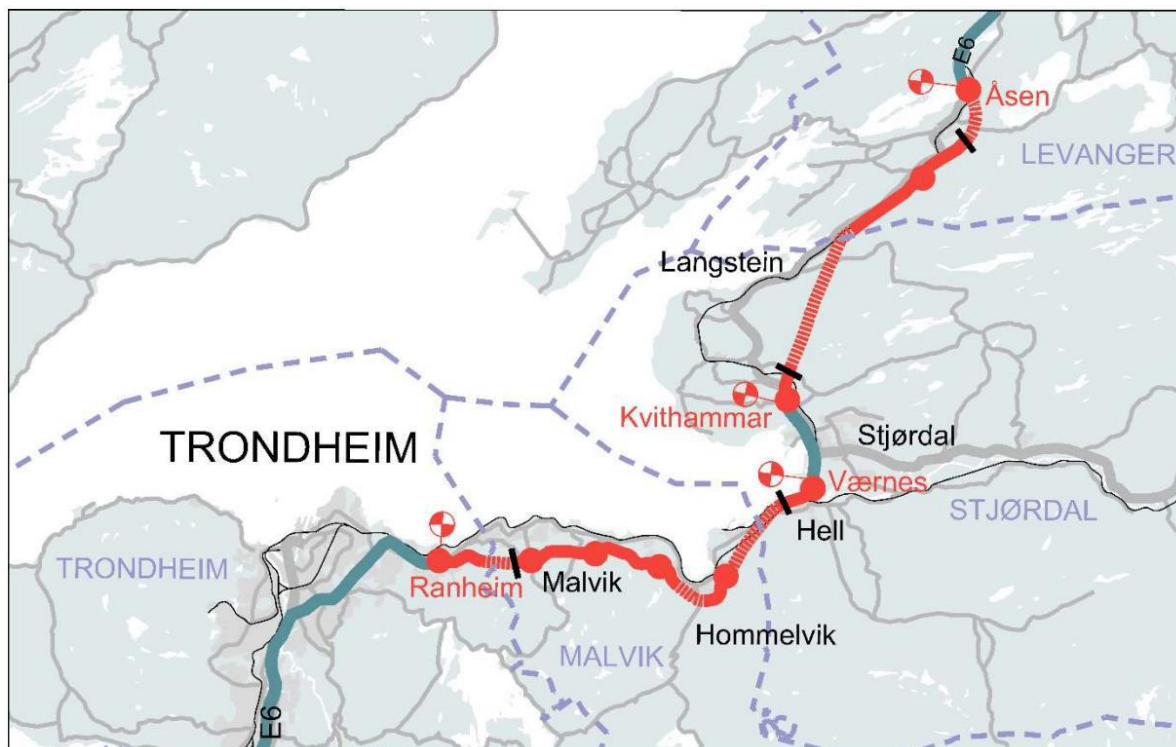 E6
Åsen
LEVANGER
Langstein
Kvithammar
Stjørdal
TRONDHEIM
Værnes
STJØRDAL
Hell
TRONDHEIM
Ranheim
Malvik
Hommelvik
MALVIK
E6